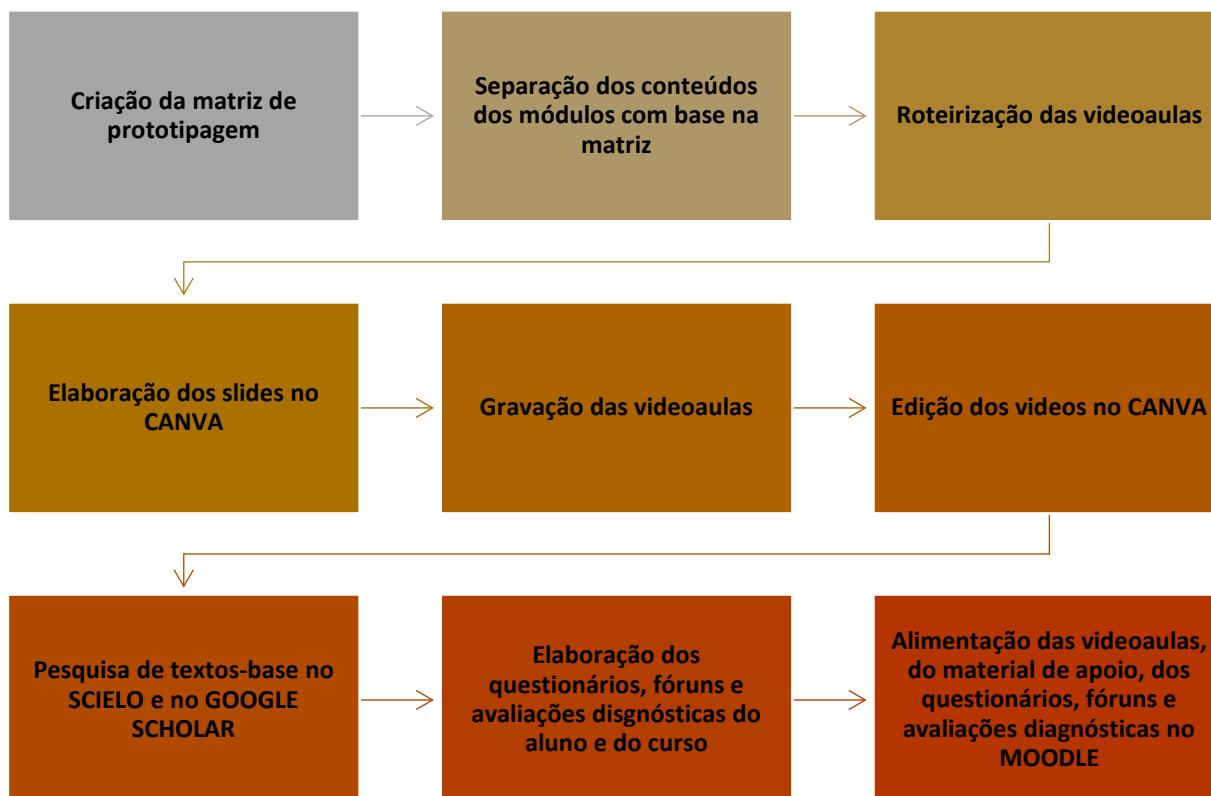 Criação da matriz de
prototipagem
Separação dos conteúdos
dos módulos com base na
matriz
Roteirização das videoaulas
Elaboração dos slides no
CANVA
Gravação das videoaulas
Edição dos videos no CANVA
Pesquisa de textos-base no
SCIELO e no GOOGLE
SCHOLAR
Elaboração dos
questionários, fóruns e
avaliações disgnósticas do
aluno e do curso
Alimentação das videoaulas,
do material de apoio, dos
questionários, fóruns e
avaliações diagnósticas no
MOODLE